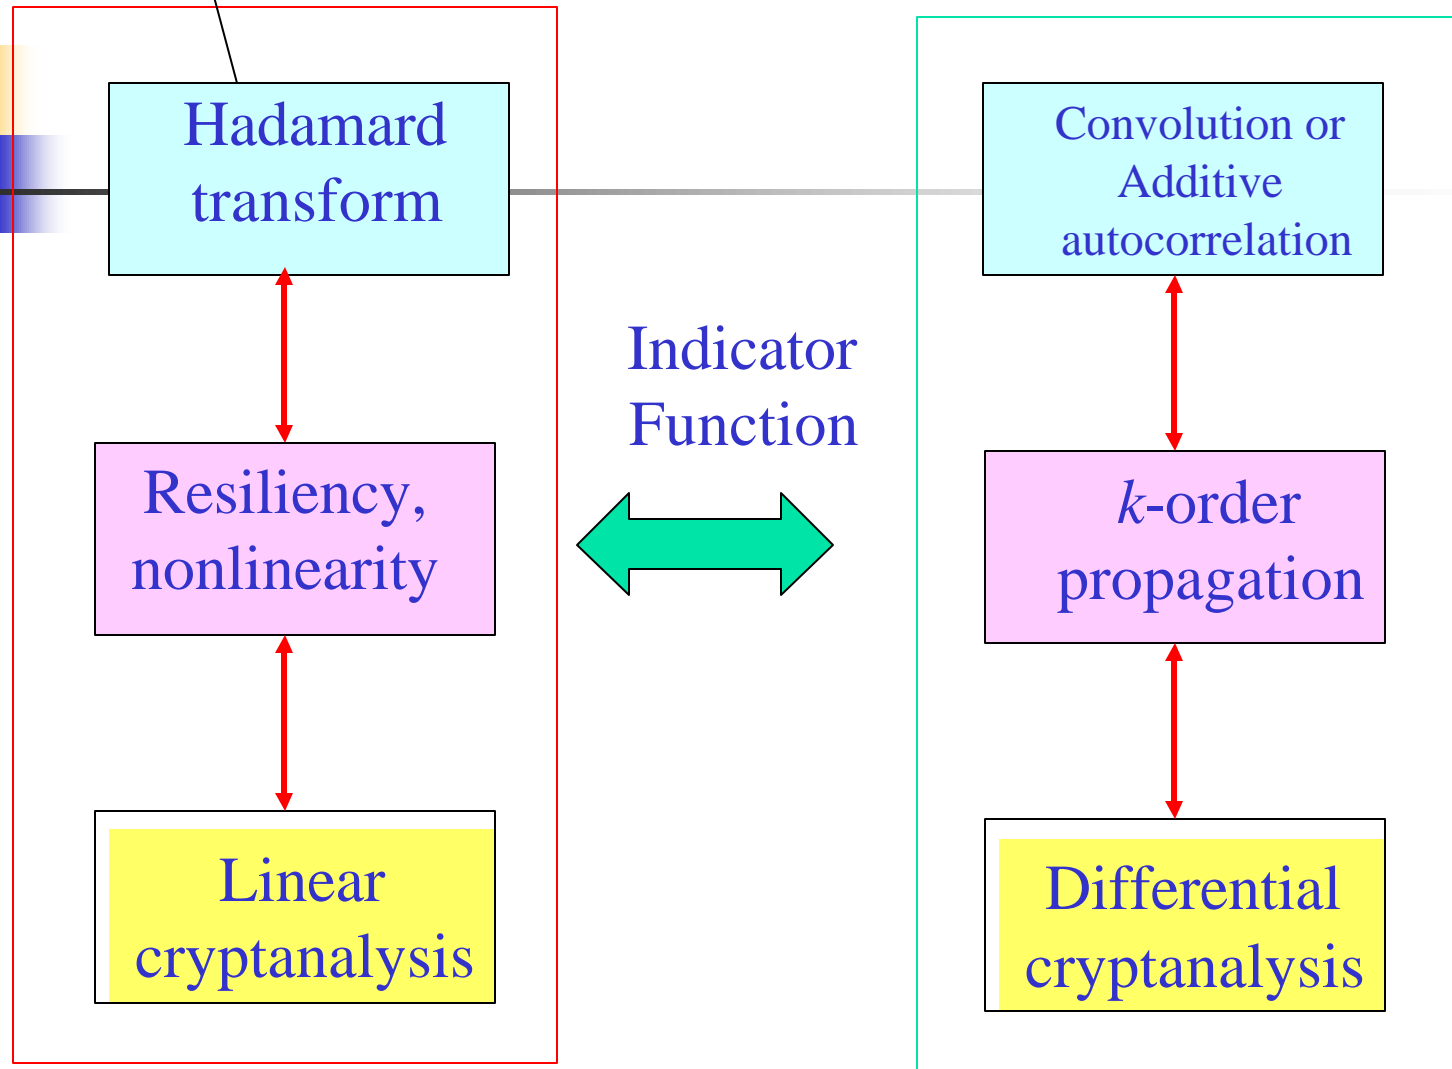 Hadamard
transform
Convolution or
Additive
autocorrelation
Indicator
Function
Resiliency,
nonlinearity
k-order
propagation
Linear
cryptanalysis
Differential
cryptanalysis